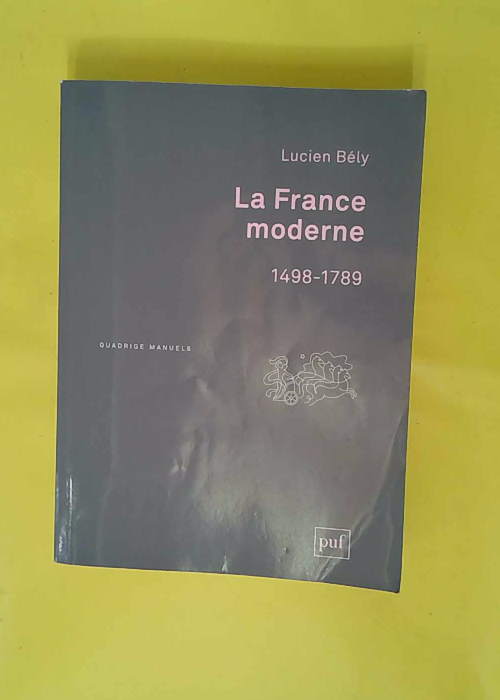 Lucien Bély
La France
moderne
1498-1789
QUADRIGE MANUELS
puf